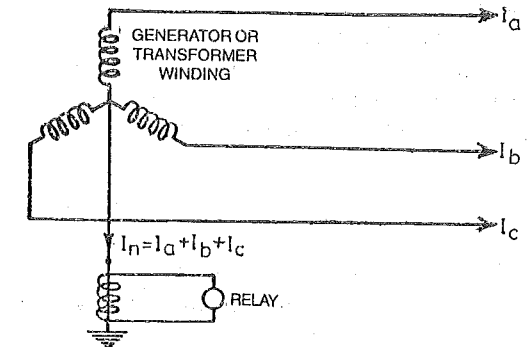 Ia
GENERATOR OR
TRANSFORMER
WINDING
Ib
Ic
In=Ia+Ib+Ic
RELAY